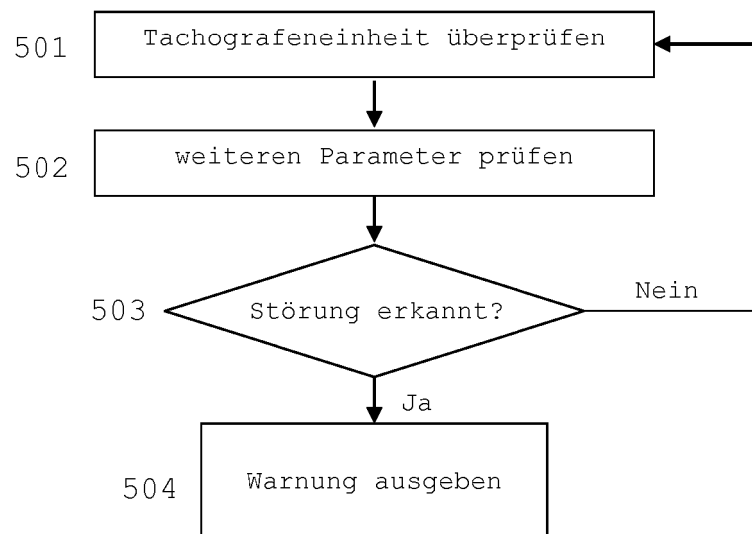 501 Tachografeneinheit überprüfen
502 weiteren Parameter prüfen
503 Störung erkannt? Nein
Ja
504 Warnung ausgeben